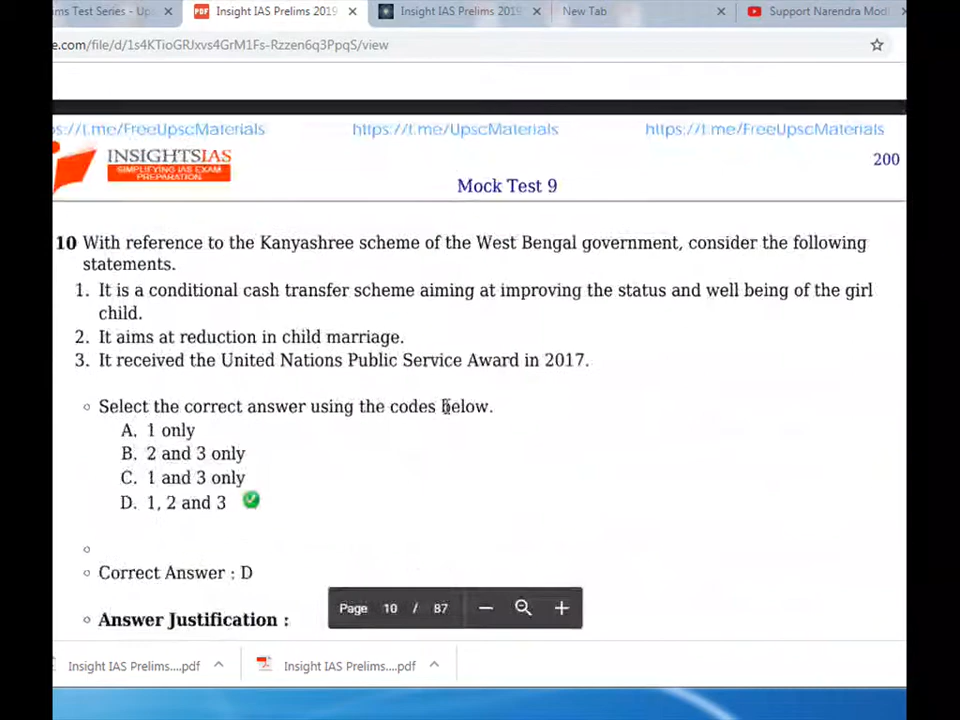 ms Test Series - Up
PDF Insight IAS Prelims 2019
Insight IAS Prelims 2019
New Tab
Support Narendra Modi
e.com/file/d/1s4KTioGRJxvs4GrM1Fs-Rzzen6q3PpqS/view
s://t.me/FreeUpscMaterials https://t.me/UpscMaterials https://t.me/FreeUpscMaterials
INSIGHTSIAS
SIMPLIFYING IAS EXAM
PREPARATION
200
Mock Test 9
10 With reference to the Kanyashree scheme of the West Bengal government, consider the following
statements.
1. It is a conditional cash transfer scheme aiming at improving the status and well being of the girl
child.
2. It aims at reduction in child marriage.
3. It received the United Nations Public Service Award in 2017.
Select the correct answer using the codes below.
A. 1 only
B. 2 and 3 only
C. 1 and 3 only
D. 1, 2 and 3
Correct Answer : D
Answer Justification :
Page 10 / 87
Insight IAS Prelims....pdf
Insight IAS Prelims....pdf